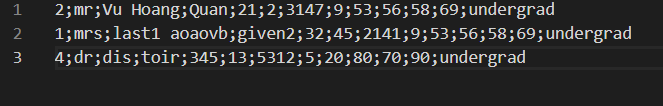 1 2;mr;Vu Hoang;Quan;21;2;3147;9;53;56;58;69;undergrad
2 1;mrs;last1 aoaovb;given2;32;45;2141;9;53;56;58;69;undergrad
3 4;dr;dis;toir;345;13;5312;5;20;80;70;90;undergrad